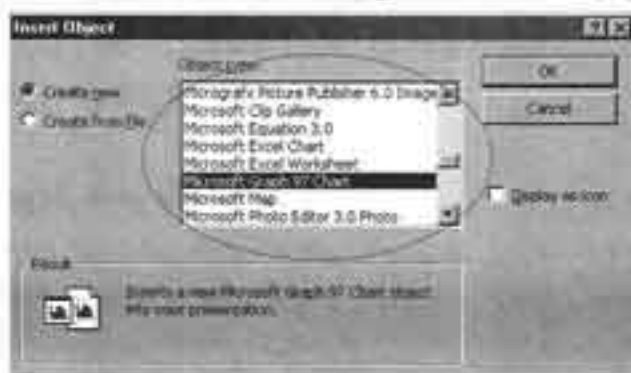 Insert Object
Object type:
Create new
Create from file
Micrografx Picture Publisher 6.0 Image
Microsoft Clip Gallery
Microsoft Equation 3.0
Microsoft Excel Chart
Microsoft Excel Worksheet
Microsoft Graph 97 Chart
Microsoft Map
Microsoft Photo Editor 3.0 Photo
OK
Cancel
Display as icon
Result
Inserts a new Microsoft Graph 97 Chart object
into your presentation.